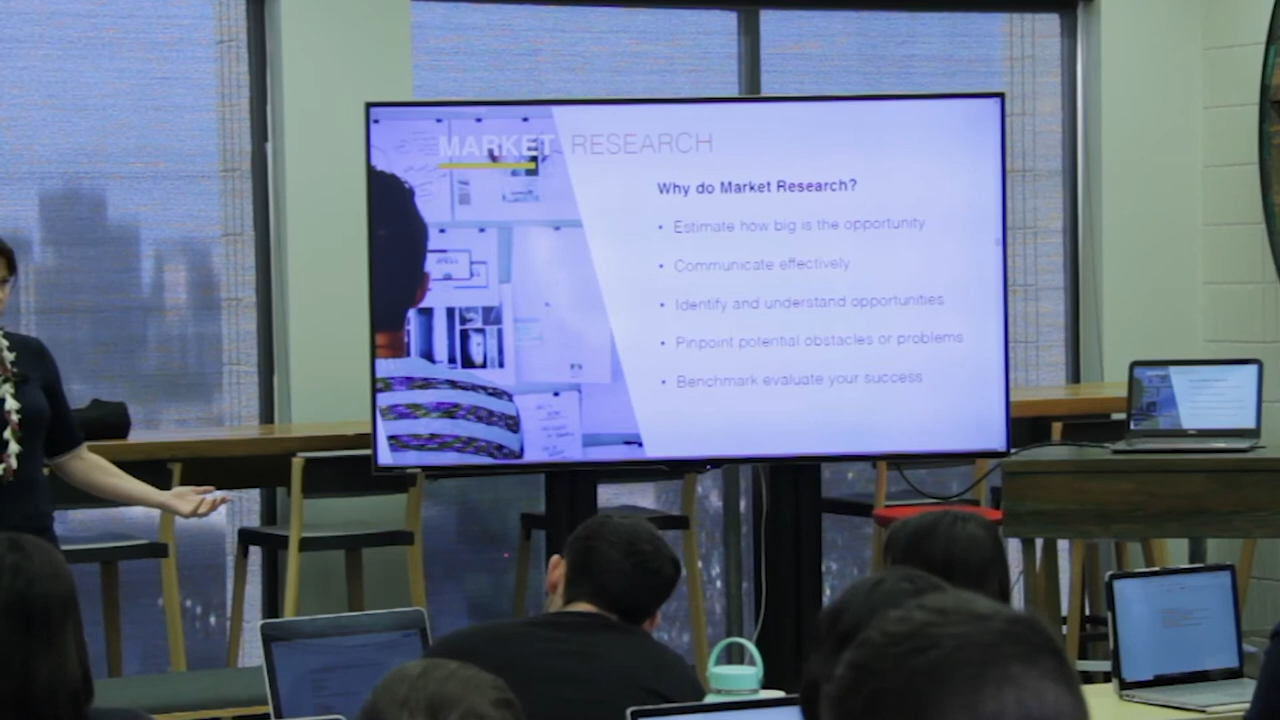 MARKET RESEARCH
Why do Market Research?
• Estimate how big is the opportunity
• Communicate effectively
• Identify and understand opportunities
• Pinpoint potential obstacles or problems
• Benchmark evaluate your success